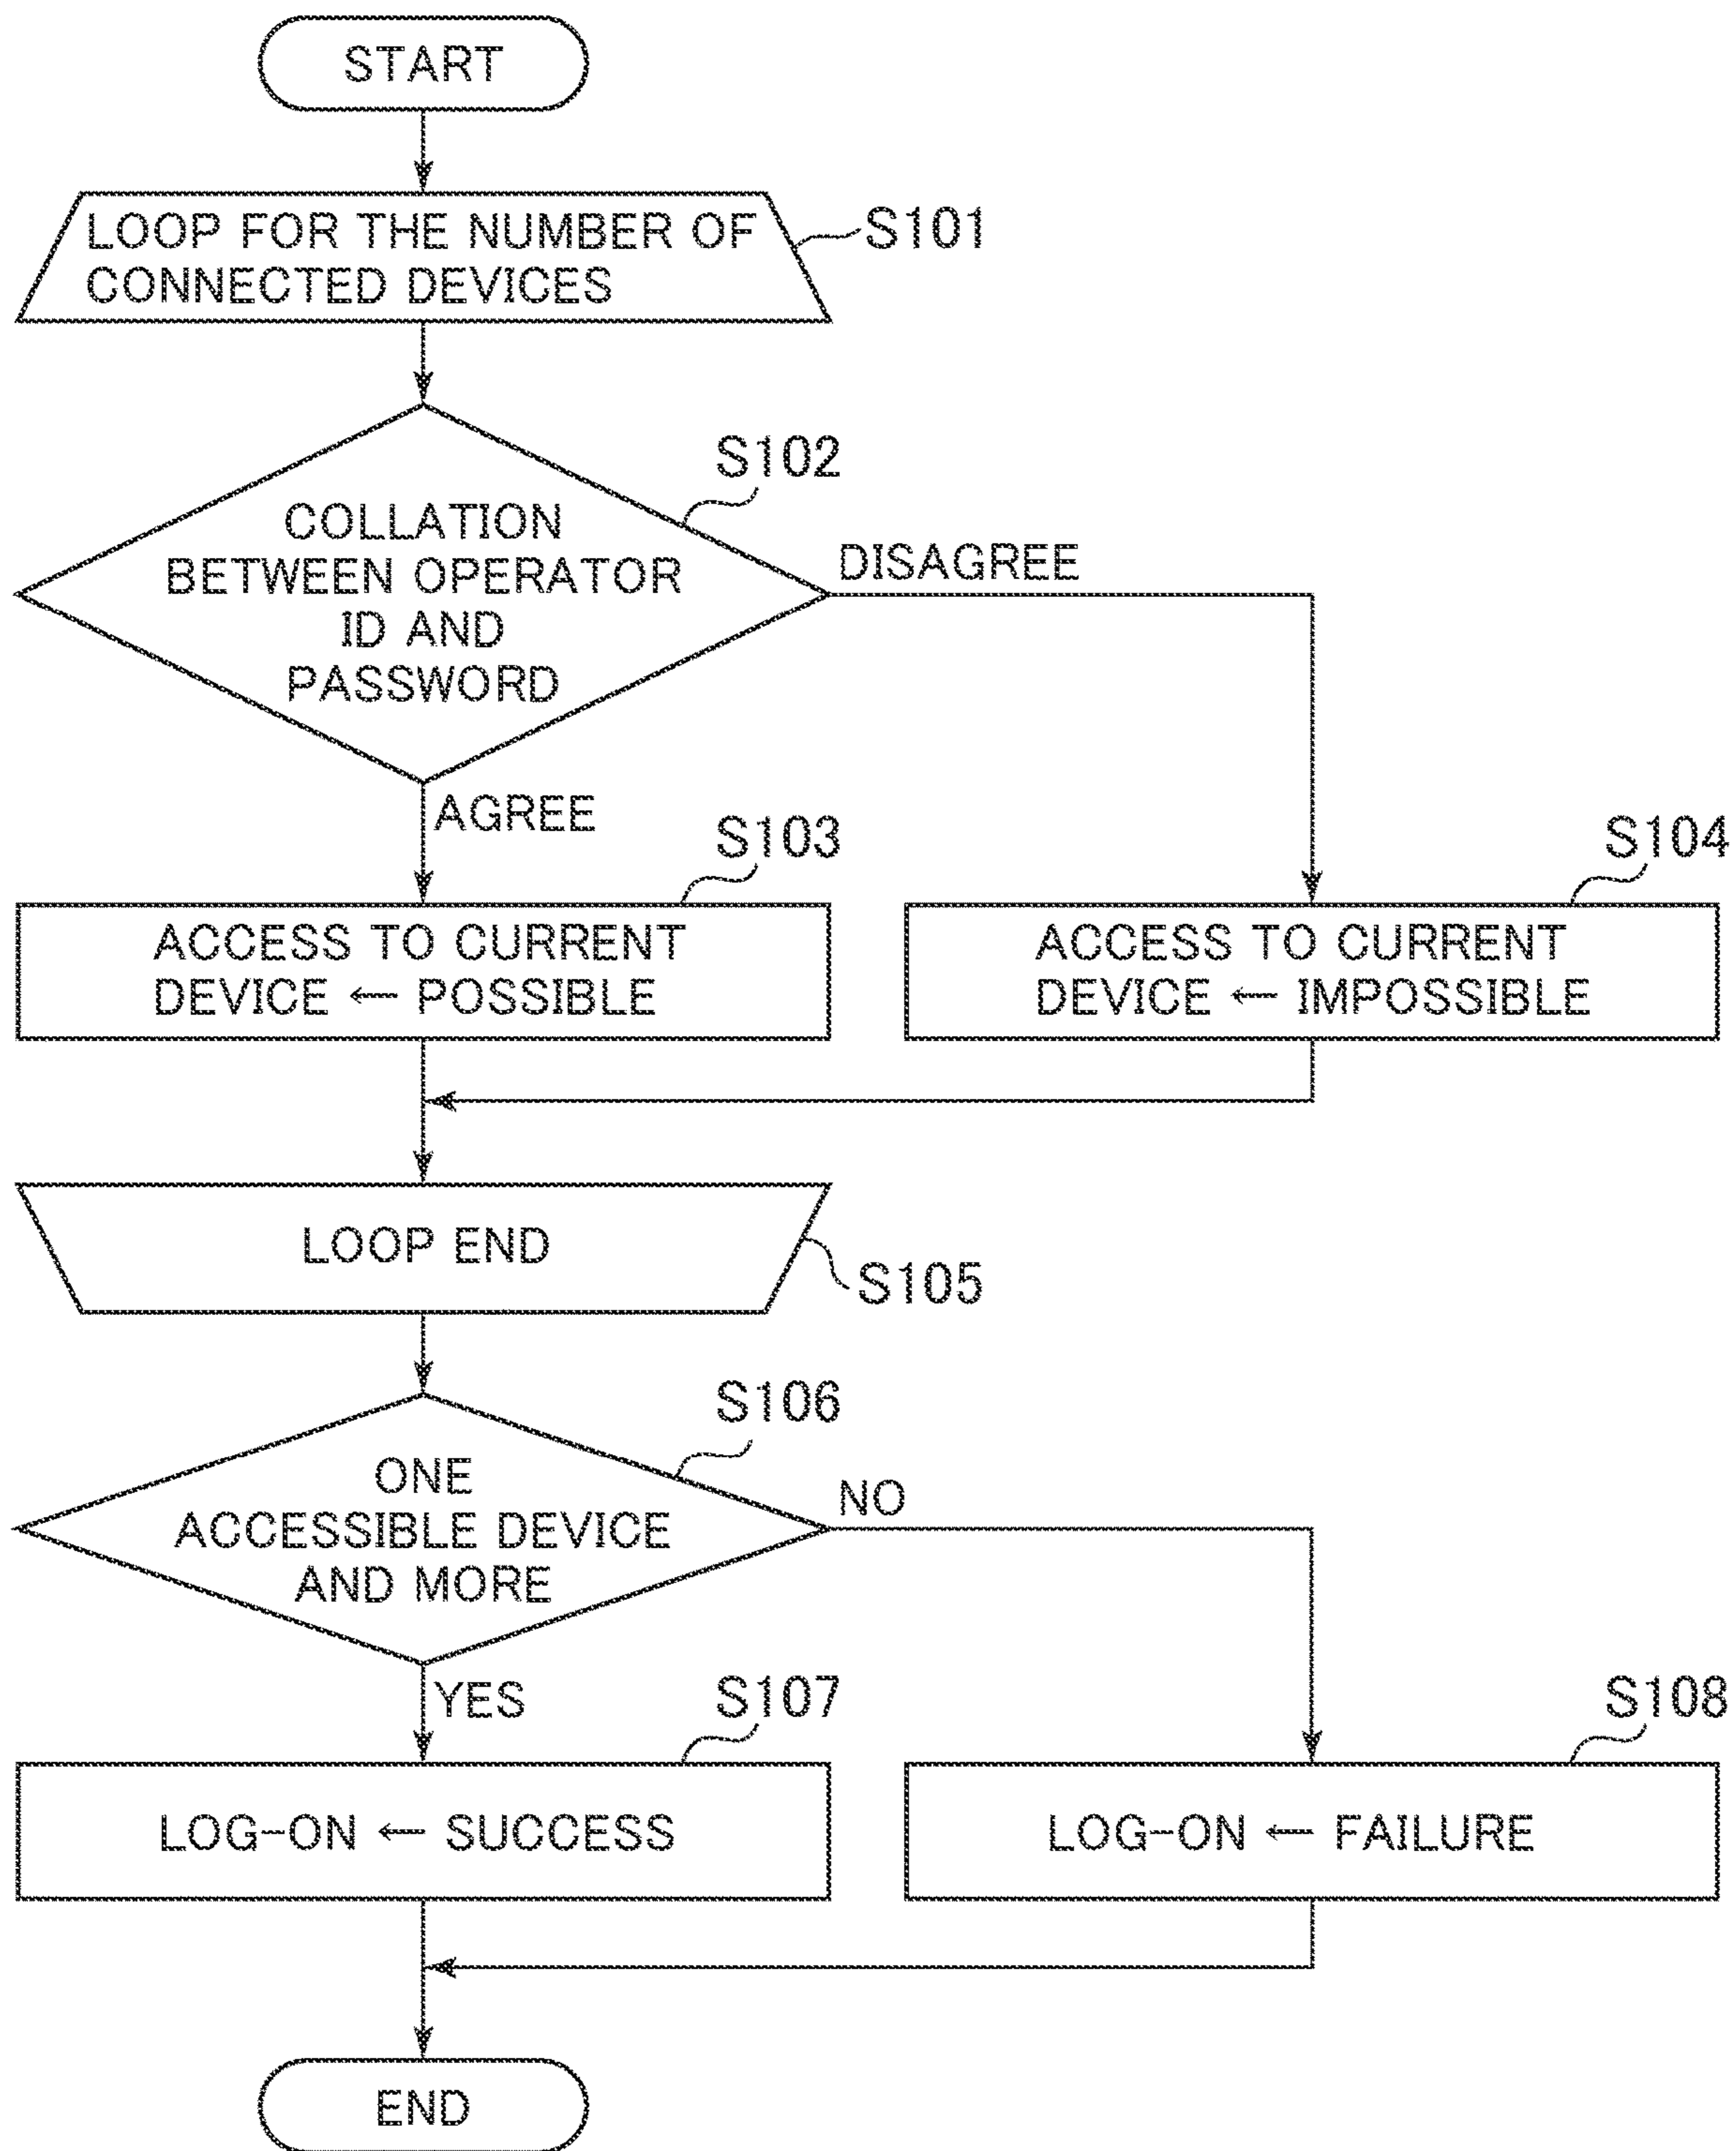 START
LOOP FOR THE NUMBER OF
CONNECTED DEVICES
S101
S102
COLLATION
BETWEEN OPERATOR
ID AND
PASSWORD
DISAGREE
AGREE
S103
S104
ACCESS TO CURRENT
DEVICE ← POSSIBLE
ACCESS TO CURRENT
DEVICE ← IMPOSSIBLE
LOOP END
S105
S106
ONE
ACCESSIBLE DEVICE
AND MORE
NO
YES
S107
S108
LOG-ON ← SUCCESS
LOG-ON ← FAILURE
END